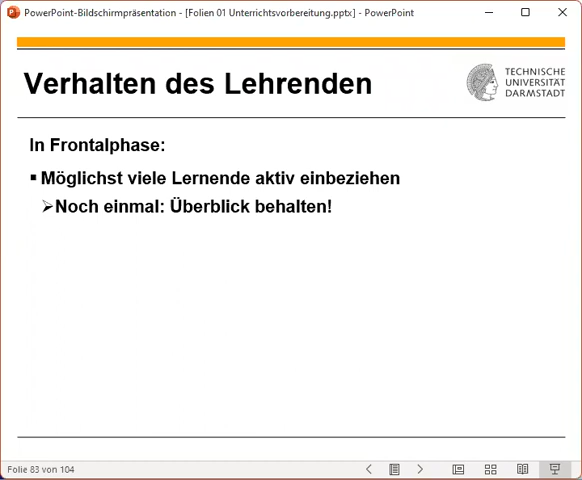 PowerPoint-Bildschirmpräsentation - [Folien 01 Unterrichtsvorbereitung.pptx] - PowerPoint
Verhalten des Lehrenden
TECHNISCHE
UNIVERSITÄT
DARMSTADT
In Frontalphase:
▪ Möglichst viele Lernende aktiv einbeziehen
➢Noch einmal: Überblick behalten!
Folie 83 von 104